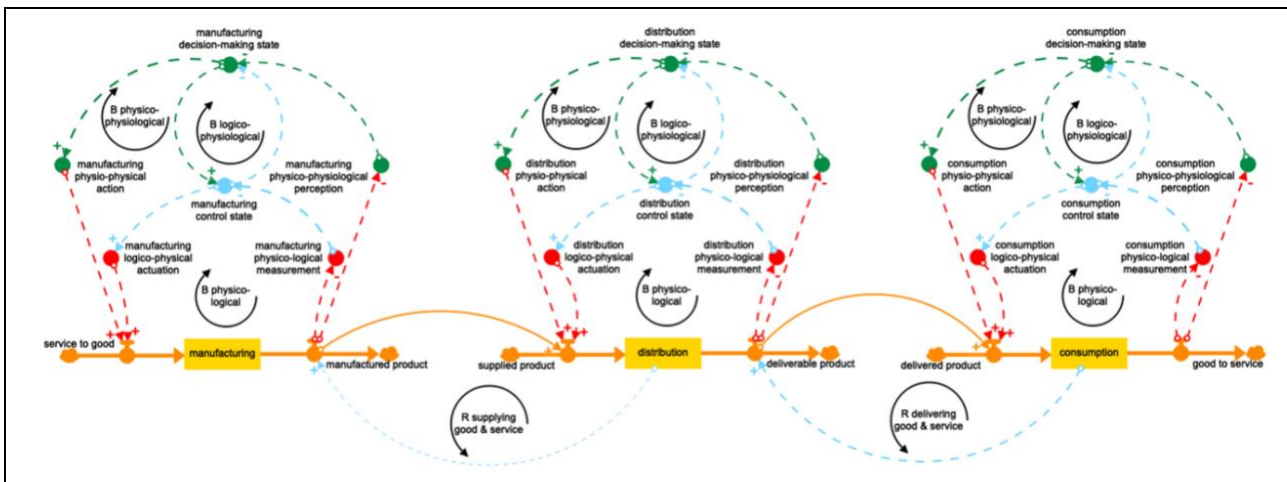 manufacturing
decision-making state
distribution
decision-making state
consumption
decision-making state
B physico-
physiological
B logico-
physiological
B physico-
physiological
B logico-
physiological
B physico-
physiological
B logico-
physiological
manufacturing
physio-physical
action
manufacturing
physico-physiological
perception
distribution
physio-physical
action
distribution
physico-physiological
perception
consumption
physio-physical
action
consumption
physico-physiological
perception
manufacturing
control state
distribution
control state
consumption
control state
manufacturing
logico-physical
actuation
manufacturing
physico-logical
measurement
distribution
logico-physical
actuation
distribution
physico-logical
measurement
consumption
logico-physical
actuation
consumption
physico-logical
measurement
B physico-
logical
B physico-
logical
B physico-
logical
service to good
manufacturing
manufactured product
supplied product
distribution
deliverable product
delivered product
consumption
good to service
R supplying
good & service
R delivering
good & service